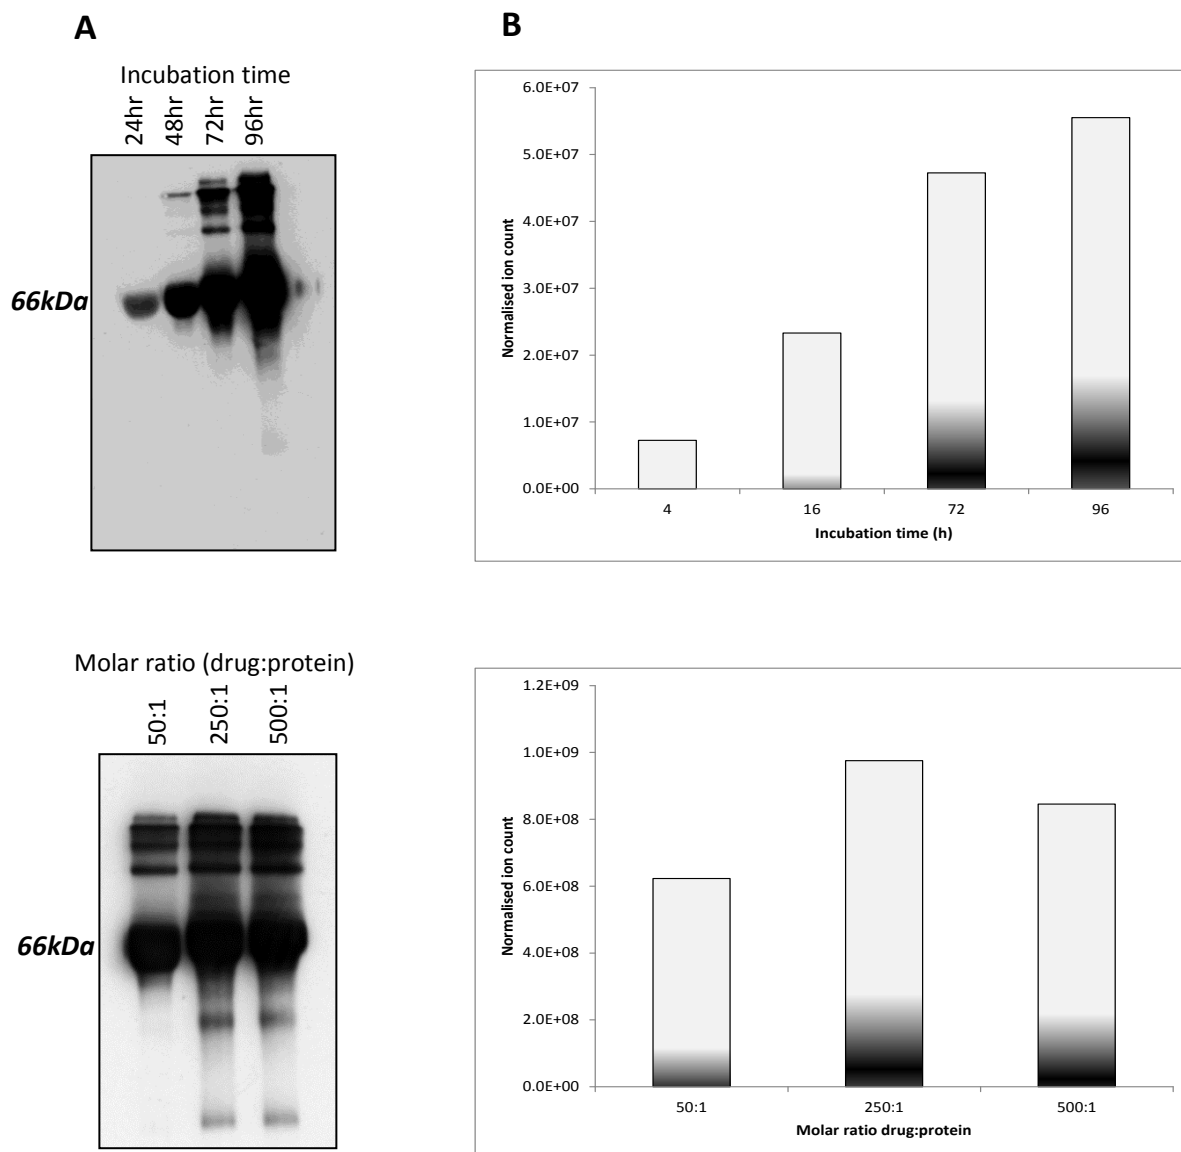 A
Incubation time
24hr
48hr
72hr
96hr
66kDa
B
6.0E+07
5.0E+07
4.0E+07
3.0E+07
2.0E+07
1.0E+07
0.0E+00
Normalised ion count
4
16
72
96
Incubation time (h)
Molar ratio (drug:protein)
50:1
250:1
500:1
66kDa
1.2E+09
1.0E+09
8.0E+08
6.0E+08
4.0E+08
2.0E+08
0.0E+00
Normalised ion count
50:1
250:1
500:1
Molar ratio drug:protein